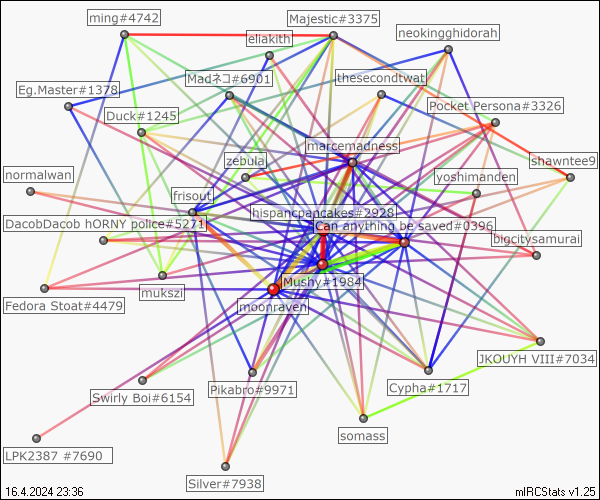 ming#4742
Majestic#3375
eliakith
neokingghidorah
Madネコ#6901
thesecondtwat
Eg.Master#1378
Pocket Persona#3326
Duck#1245
marcemadness
zebula
shawntee9
normalwan
yoshimanden
frisout
hispancpancakes#2928
DacobDacob hORNY police#5271
Can anything be saved#0396
bigcitysamurai
Mushy#1984
mukszi
Fedora Stoat#4479
moonraven
JKOUYH VIII#7034
Swirly Boi#6154
Pikabro#9971
Cypha#1717
somass
LPK2387 #7690
Silver#7938
16.4.2024 23:36
mIRCStats v1.25